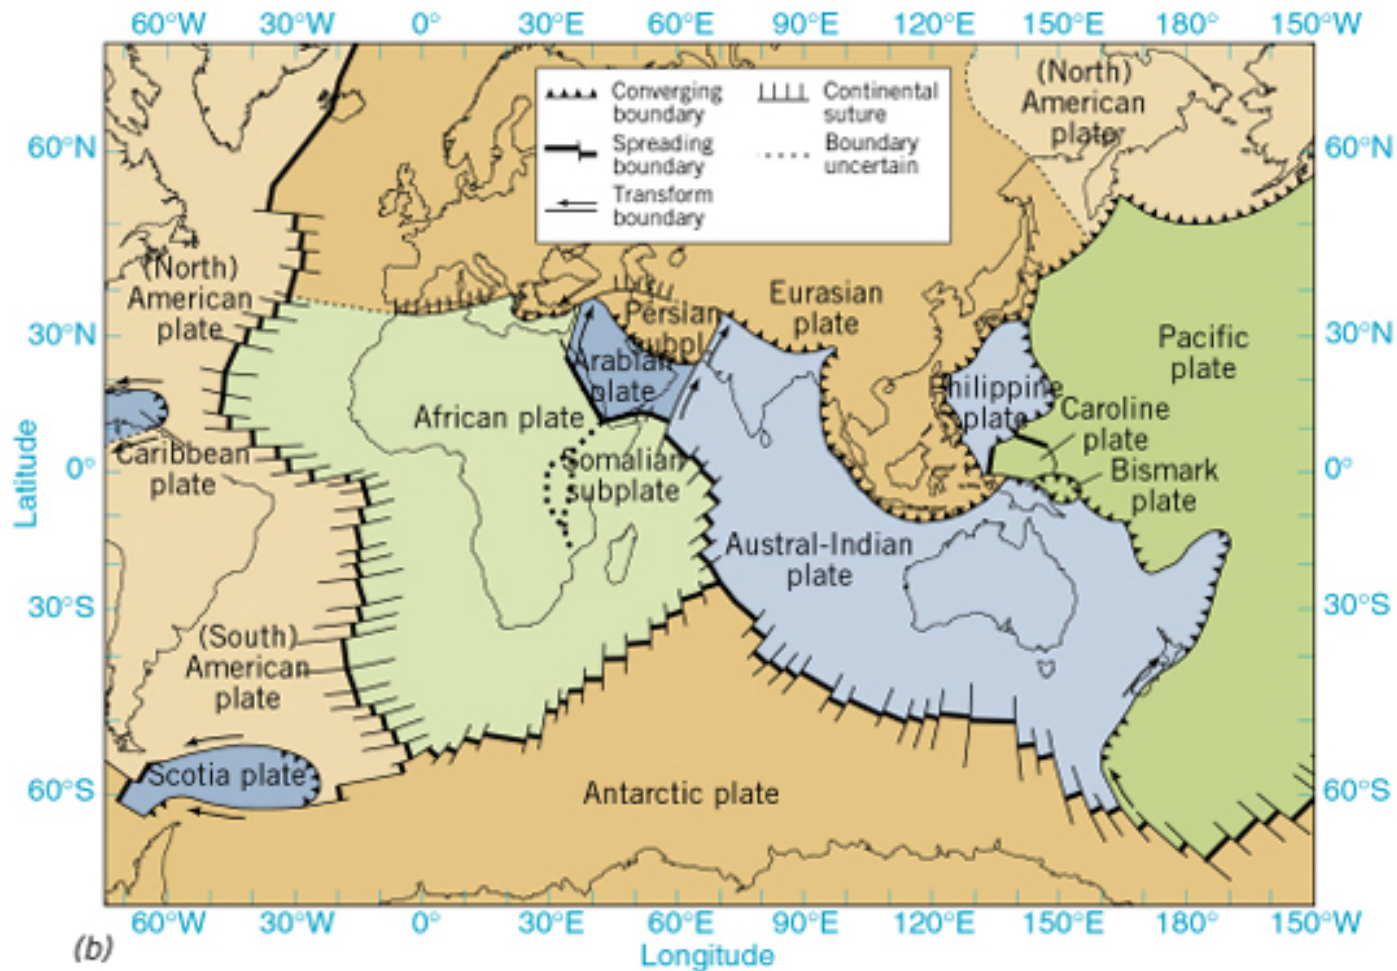 60°W 30°W 0° 30°E 60°E 90°E 120°E 150°E 180° 150°W
Converging
boundary
Spreading
boundary
Transform
boundary
Continental
suture
Boundary
uncertain
(North)
American
plater
60°N
60°N
(North)
American
plate
Eurasian
plate
Persian
subpl
Pacific
plate
30°N
30°N
Arabian
plate
Philippine
plate
African plate
Caroline
plate
Caribbean
plate
Somalian
subplate
Bismark
plate
0°
0°
Latitude
Austral-Indian
plate
30°S
30°S
(South)
American
plate
Scotia plate
Antarctic plate
60°S
60°S
60°W 30°W 0° 30°E 60°E 90°E 120°E 150°E 180° 150°W
(b)
Longitude